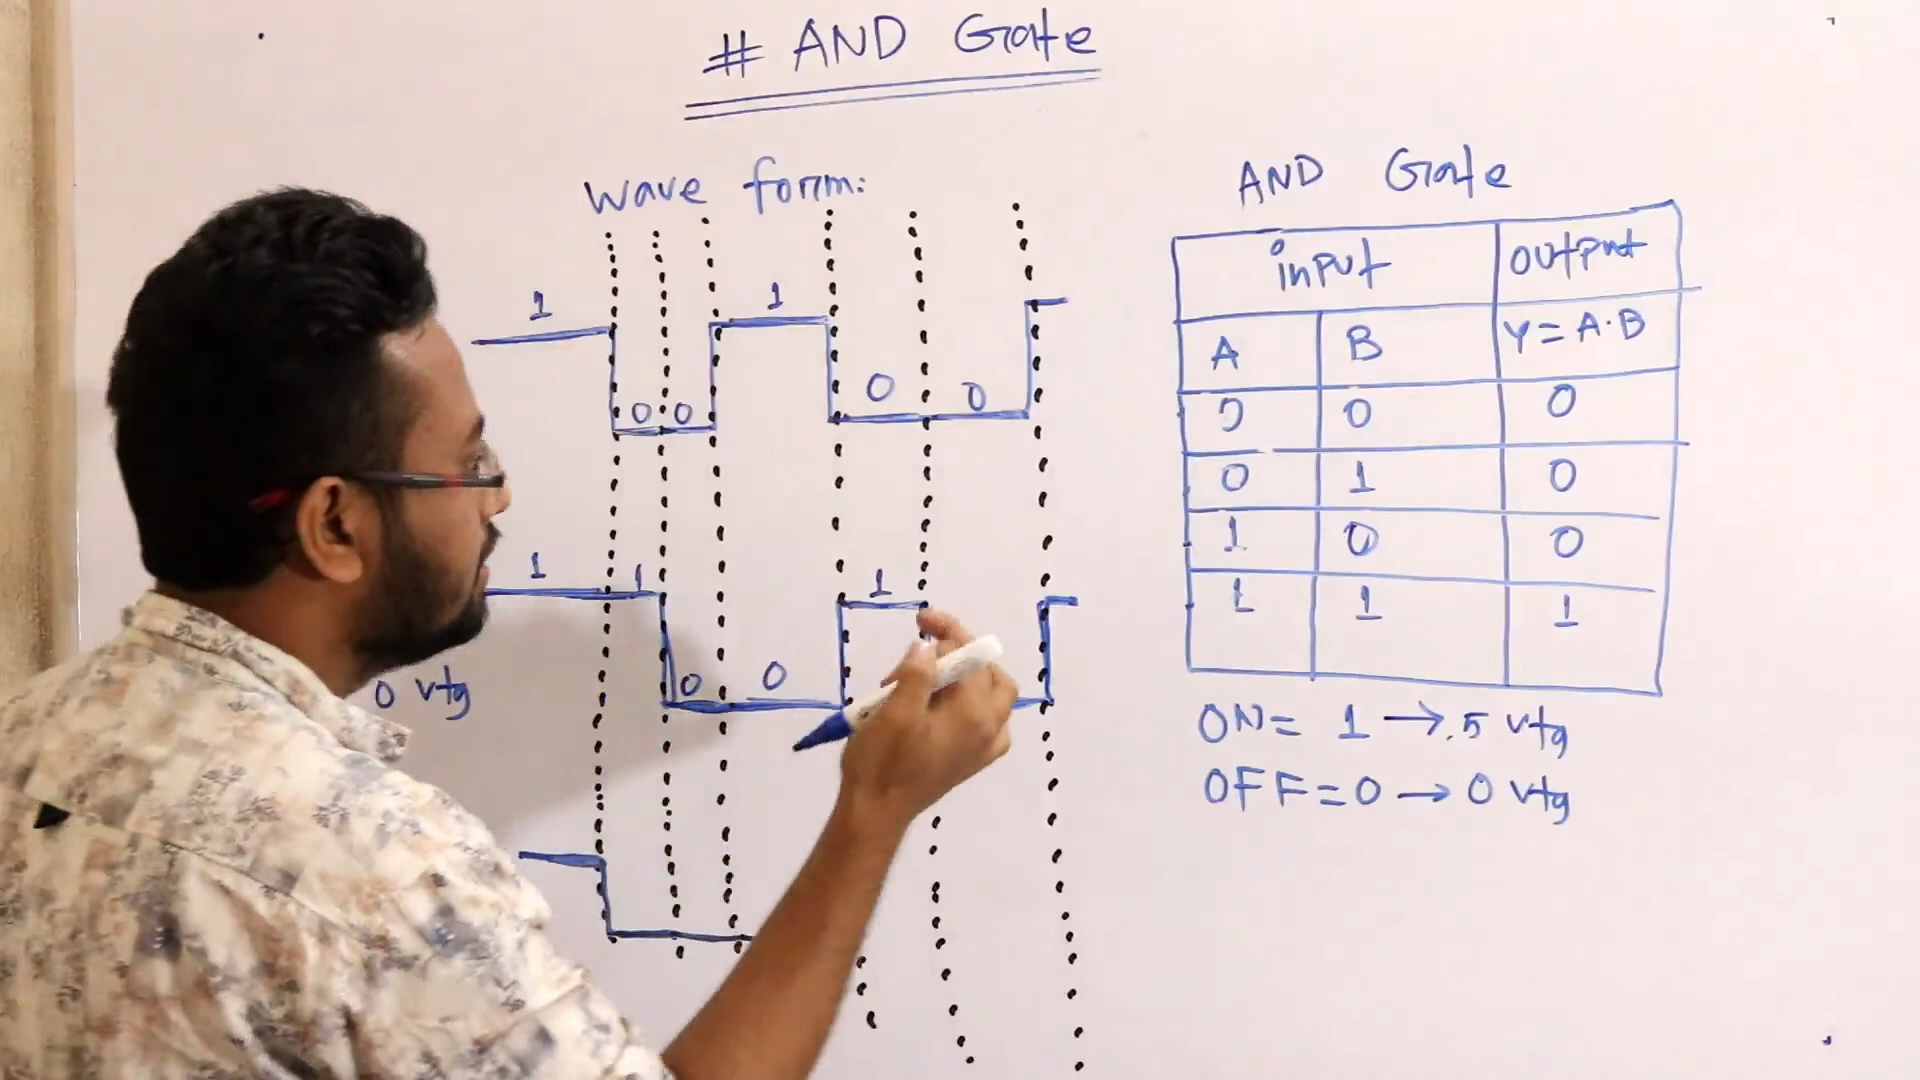 # AND Gate
wave form:
1 1
0 0 0 0
1 1 1
0 0
0 vtg
AND Gate
input output
A B Y = A.B
0 0 0
0 1 0
1 0 0
1 1 1
ON = 1 → .5 vtg
OFF = 0 → 0 vtg